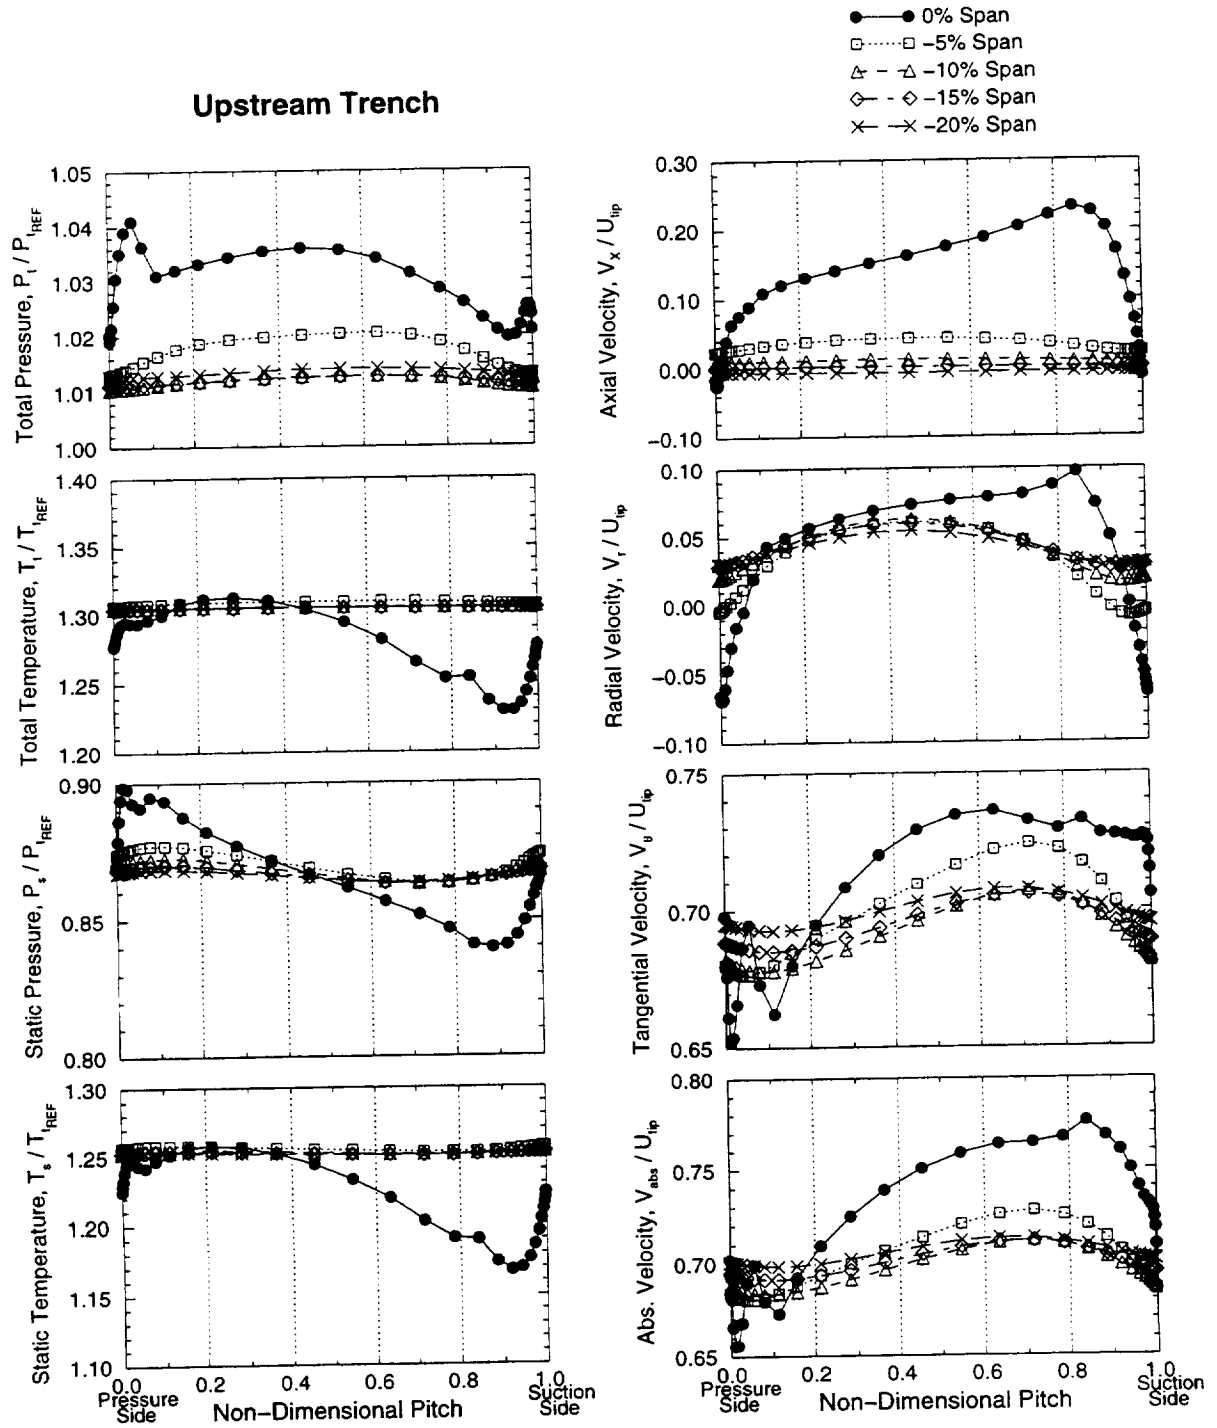 0% Span
−5% Span
−10% Span
−15% Span
−20% Span
Upstream Trench
Total Pressure, P_t / P_tREF
1.05
1.04
1.03
1.02
1.01
1.00
Axial Velocity, V_X / U_tip
0.30
0.20
0.10
0.00
−0.10
Total Temperature, T_t / T_tREF
1.40
1.35
1.30
1.25
1.20
Radial Velocity, V_r / U_tip
0.10
0.05
0.00
−0.05
−0.10
Static Pressure, P_s / P_tREF
0.90
0.85
0.80
Tangential Velocity, V_θ / U_tip
0.75
0.70
0.65
Static Temperature, T_s / T_tREF
1.30
1.25
1.20
1.15
1.10
Abs. Velocity, V_abs / U_tip
0.80
0.75
0.70
0.65
0.0 0.2 0.4 0.6 0.8 1.0
Pressure Side
Non−Dimensional Pitch
Suction Side
0.0 0.2 0.4 0.6 0.8 1.0
Pressure Side
Non−Dimensional Pitch
Suction Side